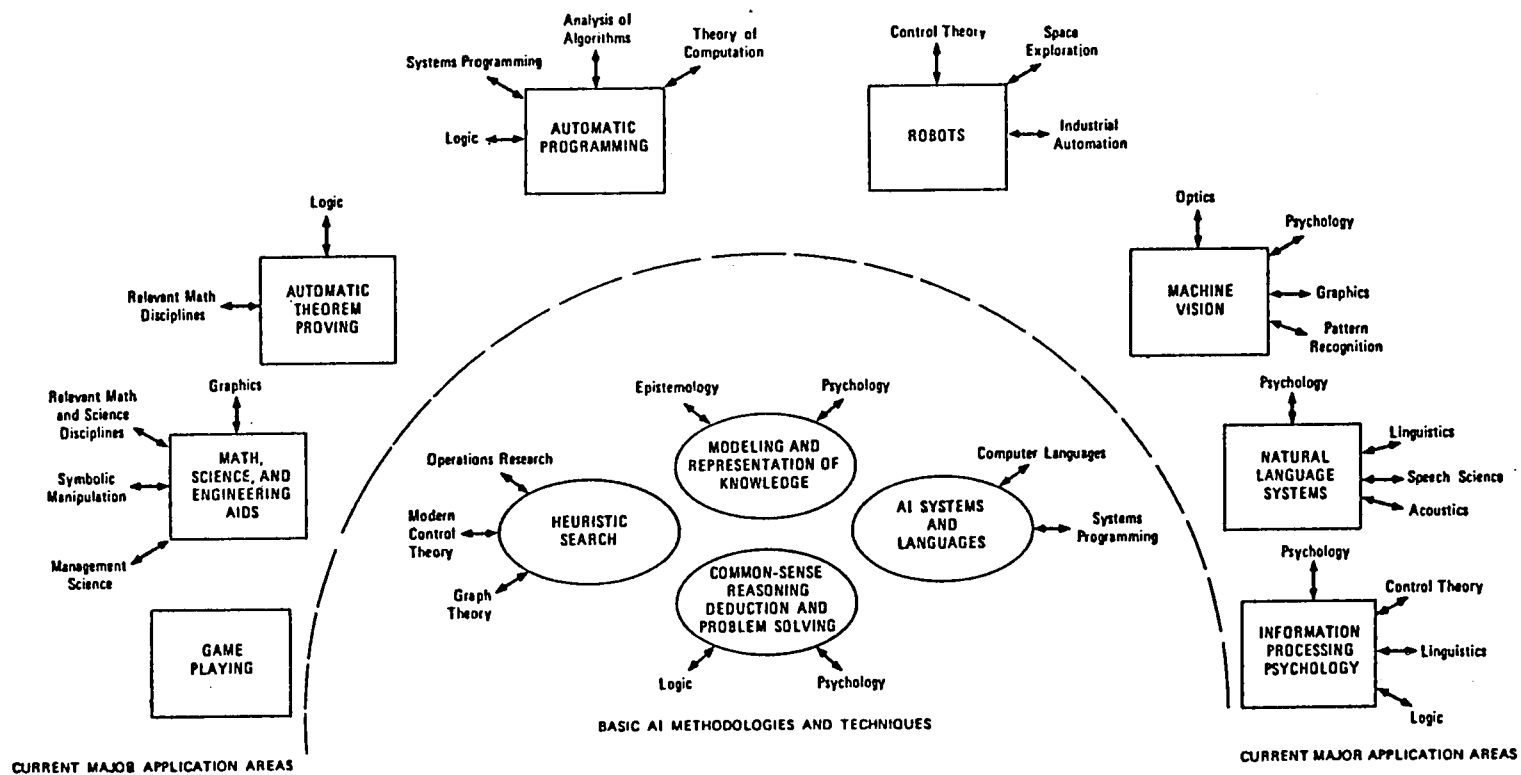 Analysis of
Algorithms
Theory of
Computation
Systems Programming
Logic
AUTOMATIC
PROGRAMMING
Control Theory
Space
Exploration
ROBOTS
Industrial
Automation
Logic
Relevant Math
Disciplines
AUTOMATIC
THEOREM
PROVING
Optics
Psychology
MACHINE
VISION
Graphics
Pattern
Recognition
Relevant Math
and Science
Disciplines
Graphics
Symbolic
Manipulation
MATH,
SCIENCE, AND
ENGINEERING
AIDS
Management
Science
GAME
PLAYING
Epistemology
Psychology
MODELING AND
REPRESENTATION OF
KNOWLEDGE
Operations Research
Modern
Control
Theory
HEURISTIC
SEARCH
Graph
Theory
Computer Languages
AI SYSTEMS
AND
LANGUAGES
Systems
Programming
COMMON-SENSE
REASONING
DEDUCTION AND
PROBLEM SOLVING
Logic
Psychology
Psychology
NATURAL
LANGUAGE
SYSTEMS
Linguistics
Speech Science
Acoustics
Psychology
INFORMATION
PROCESSING
PSYCHOLOGY
Control Theory
Linguistics
Logic
BASIC AI METHODOLOGIES AND TECHNIQUES
CURRENT MAJOR APPLICATION AREAS
CURRENT MAJOR APPLICATION AREAS